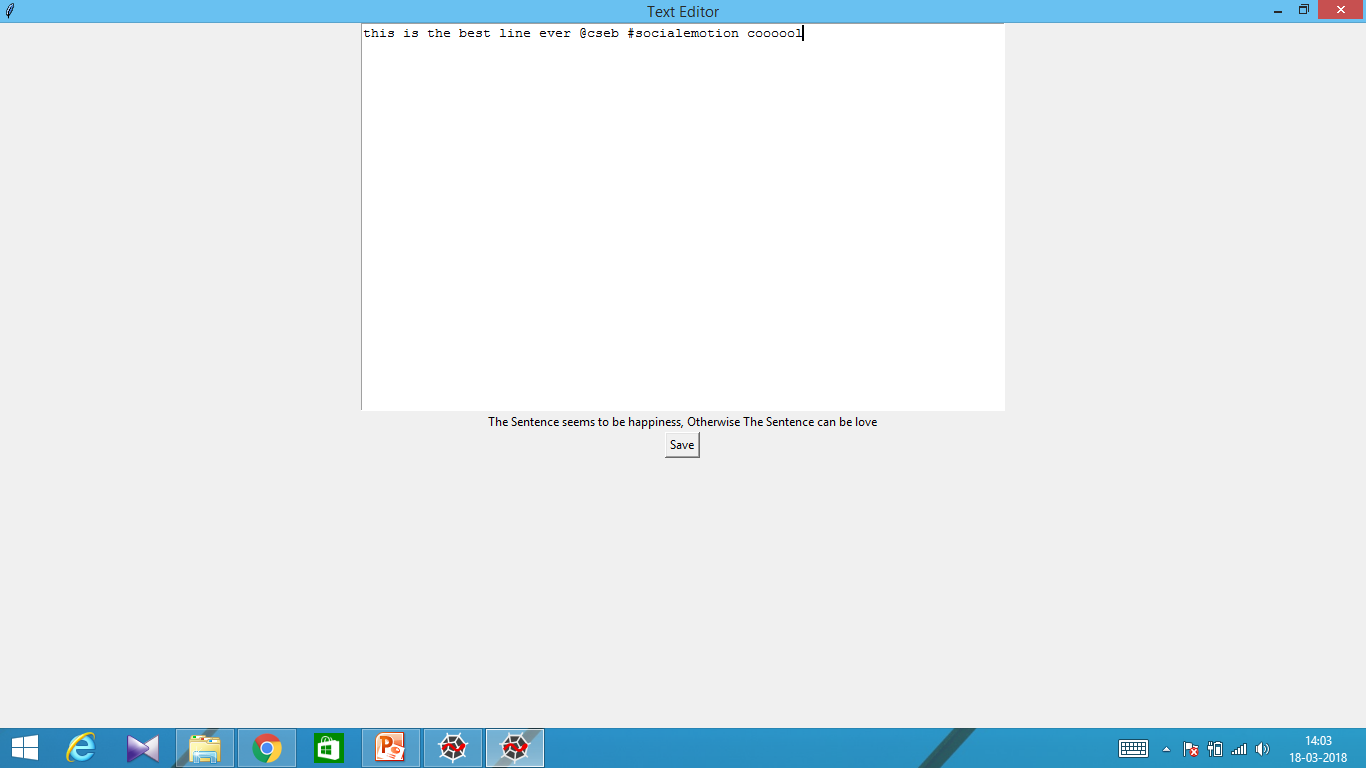 Text Editor
this is the best line ever @cseb #socialemotion coooool
The Sentence seems to be happiness, Otherwise The Sentence can be love
Save
14:03
18-03-2018